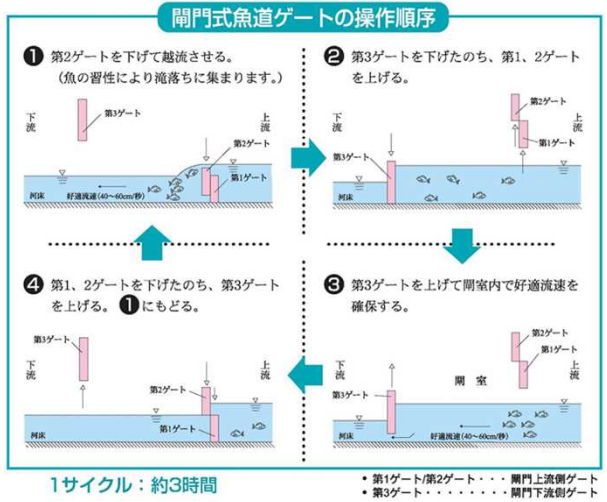 閘門式魚道ゲートの操作順序
❶ 第2ゲートを下げて越流させる。
(魚の習性により滝落ちに集まります。)
下流
上流
第3ゲート
第2ゲート
第1ゲート
河床
好適流速(40〜60cm/秒)
❷ 第3ゲートを下げたのち、第1、2ゲート
を上げる。
下流
上流
第2ゲート
第1ゲート
第3ゲート
河床
❹ 第1、2ゲートを下げたのち、第3ゲート
を上げる。❶にもどる。
第3ゲート
下流
上流
第2ゲート
第1ゲート
河床
❸ 第3ゲートを上げて閘室内で好適流速を
確保する。
下流
上流
第2ゲート
第1ゲート
閘室
第3ゲート
河床
好適流速(40〜60cm/秒)
1サイクル：約3時間
• 第1ゲート/第2ゲート・・・閘門上流側ゲート
• 第3ゲート・・・・・・・・・閘門下流側ゲート